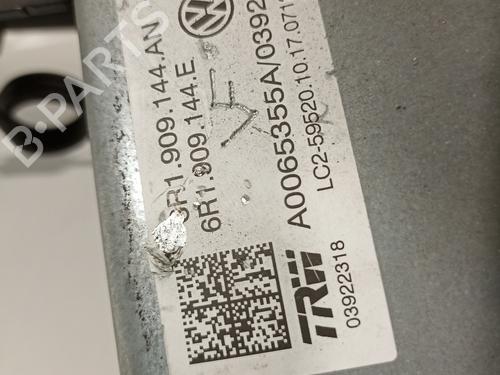 6R1.909.144.AN
6R1.909.144.E
A0065355A/0392
LC2-59520.10.17.071
TRW
03922318
B-PARTS